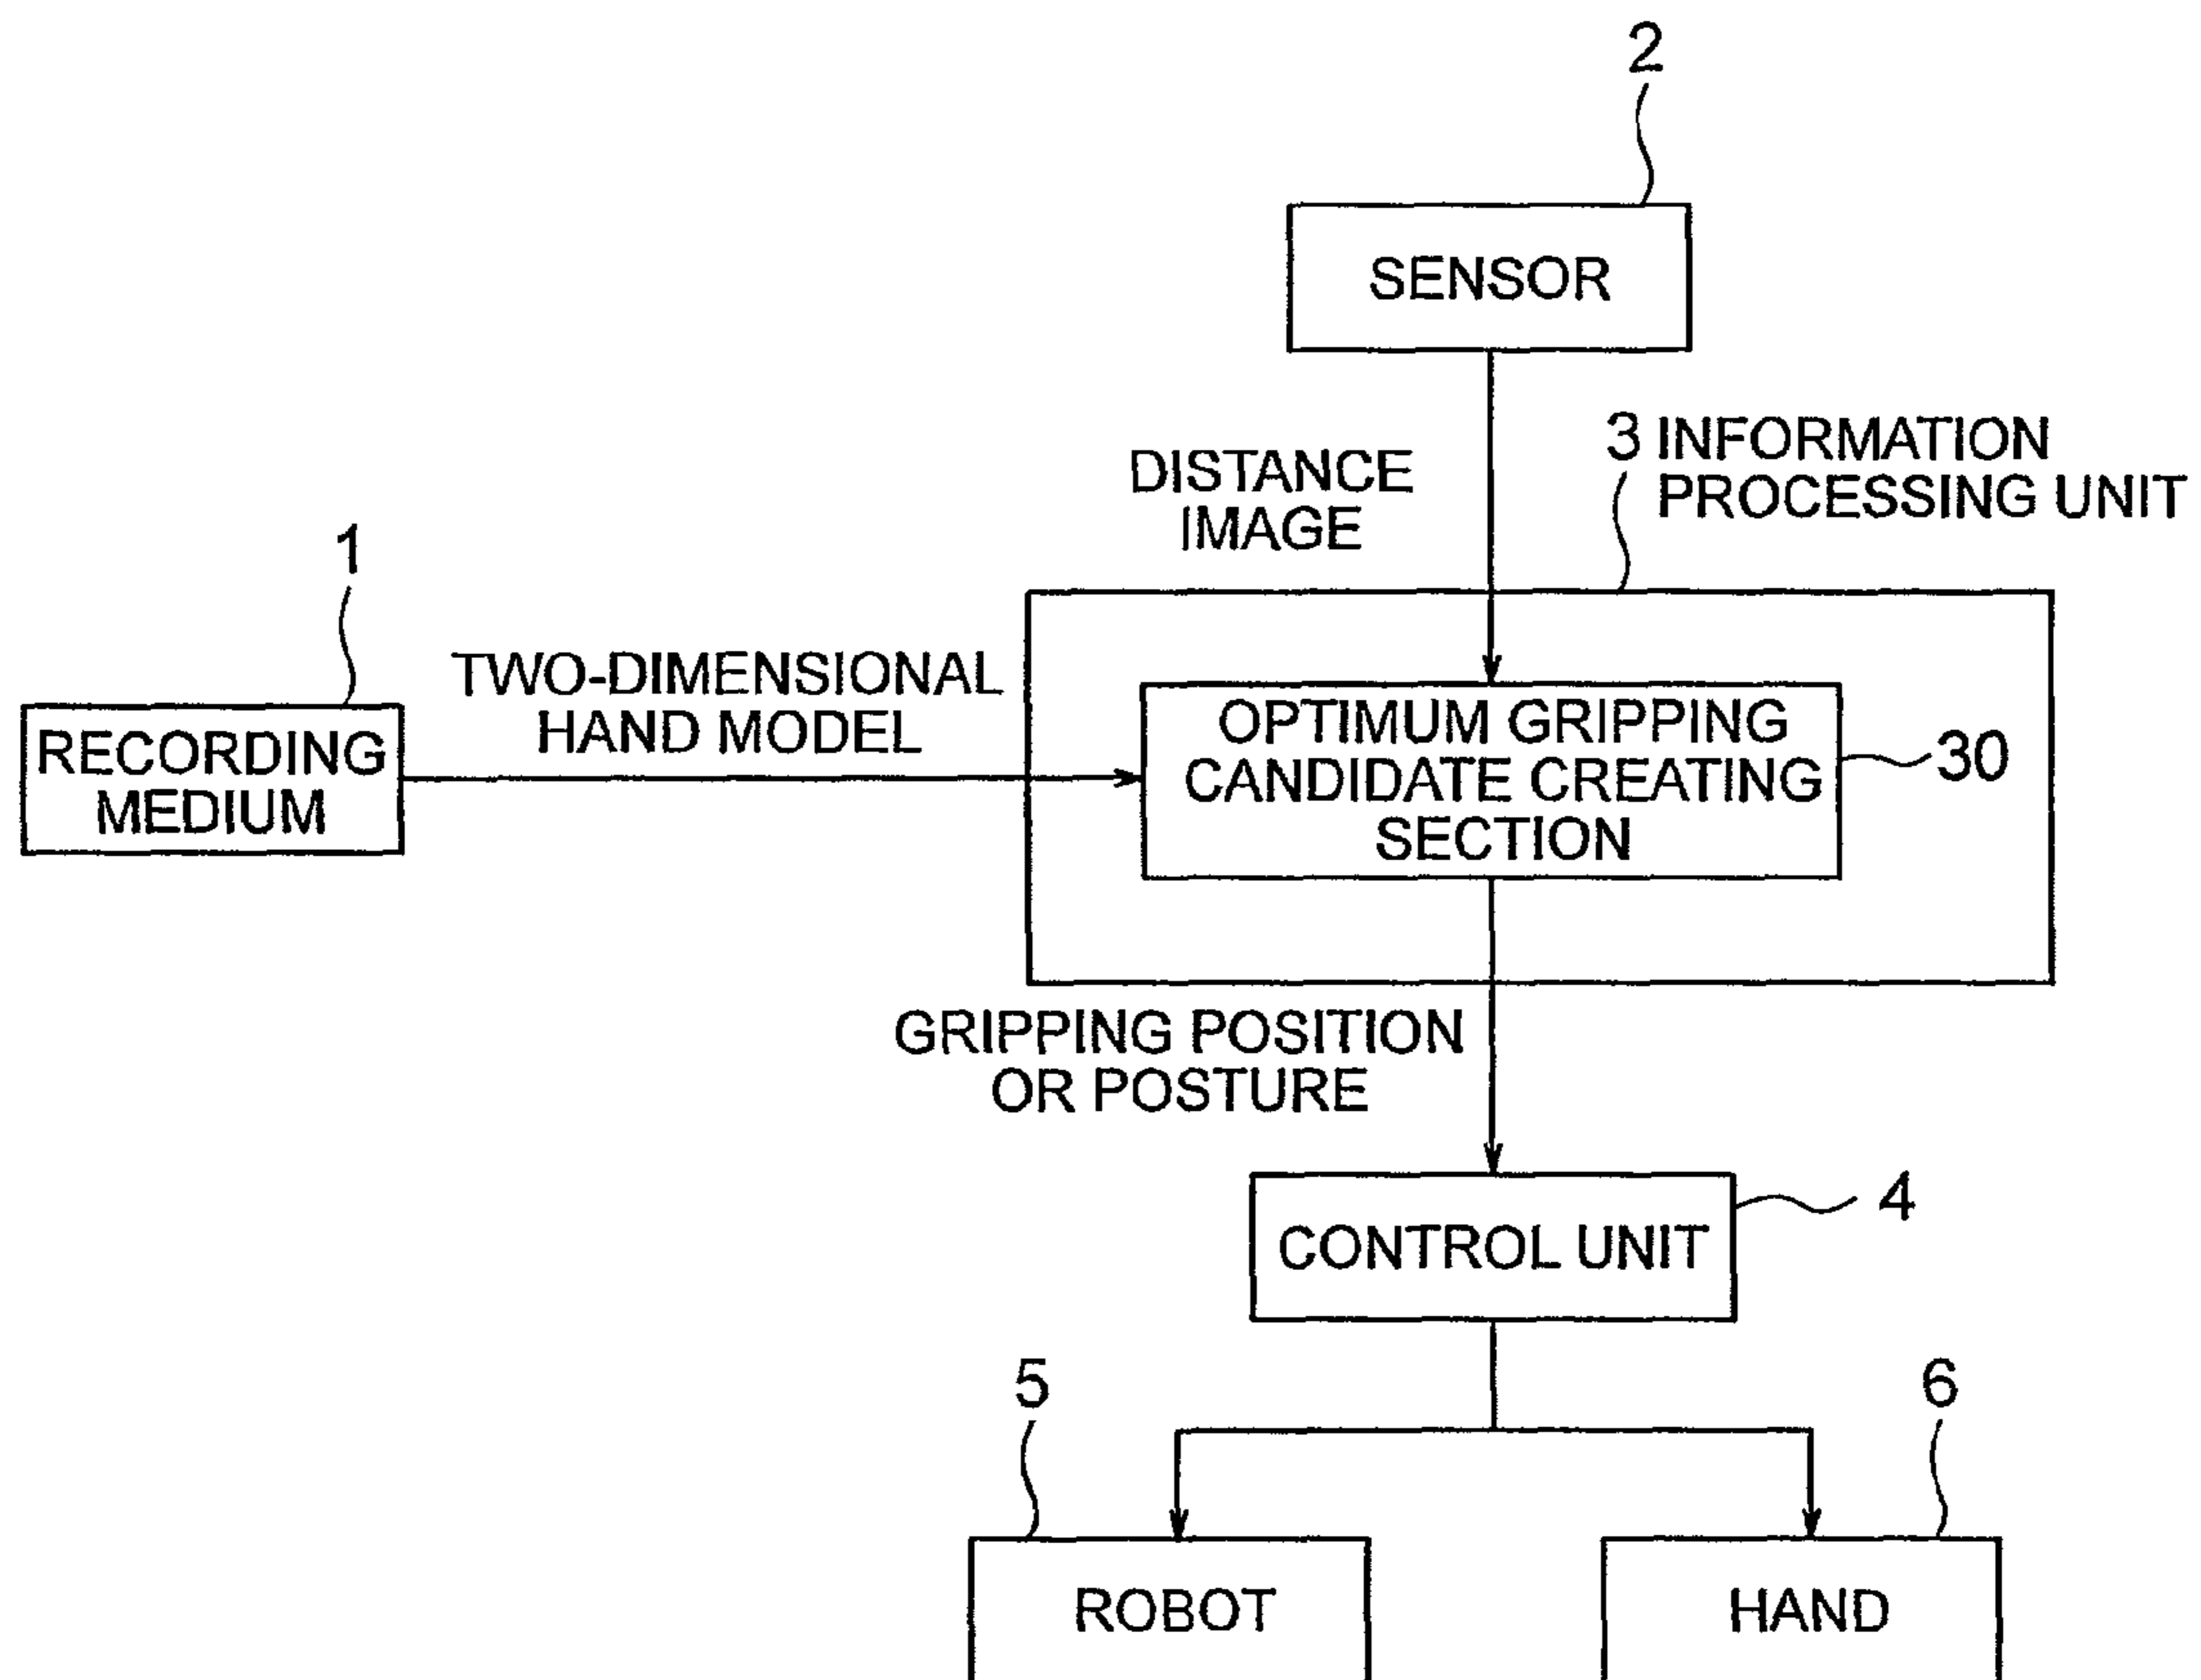 2
SENSOR
DISTANCE
IMAGE
3 INFORMATION
PROCESSING UNIT
1
TWO-DIMENSIONAL
HAND MODEL
RECORDING
MEDIUM
OPTIMUM GRIPPING
CANDIDATE CREATING
SECTION
30
GRIPPING POSITION
OR POSTURE
CONTROL UNIT
4
5
6
ROBOT
HAND